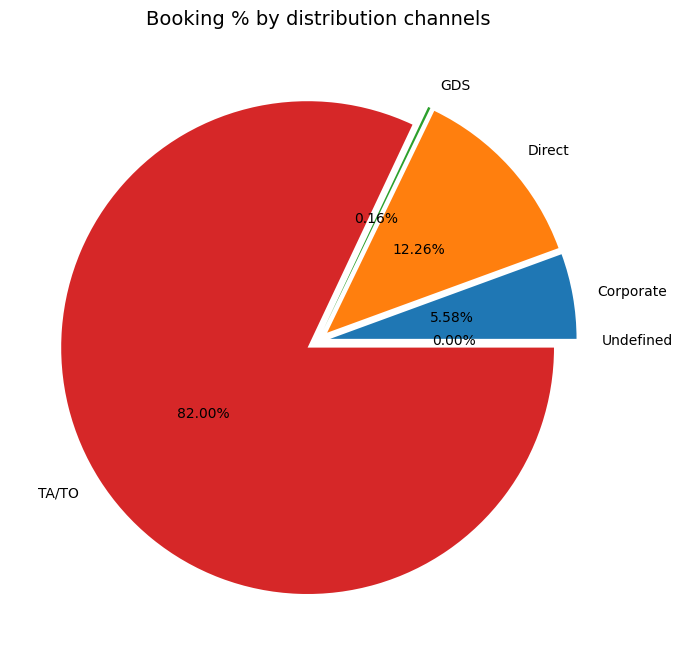 Booking % by distribution channels
GDS
Direct
0.16%
12.26%
Corporate
5.58%
0.00%
Undefined
82.00%
TA/TO